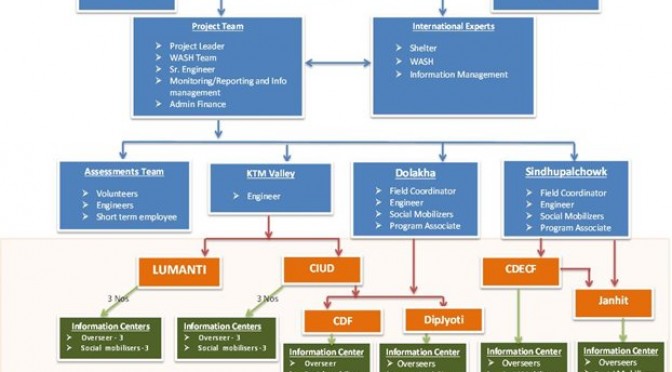 Project Team
Project Leader
WASH Team
Sr. Engineer
Monitoring/Reporting and Info
management
Admin Finance
International Experts
Shelter
WASH
Information Management
Assessments Team
Volunteers
Engineers
Short term employee
KTM Valley
Engineer
Dolakha
Field Coordinator
Engineer
Social Mobilizers
Program Associate
Sindhupalchowk
Field Coordinator
Engineer
Social Mobilizers
Program Associate
LUMANTI
CIUD
CDECF
Janhit
3 Nos
3 Nos
CDF
DipJyoti
Information Centers
Overseer - 3
Social mobilisers - 3
Information Centers
Overseer - 3
Social mobilisers - 3
Information Center
Overseer
Information Center
Overseers
Information Center
Overseers
Information Center
Overseers